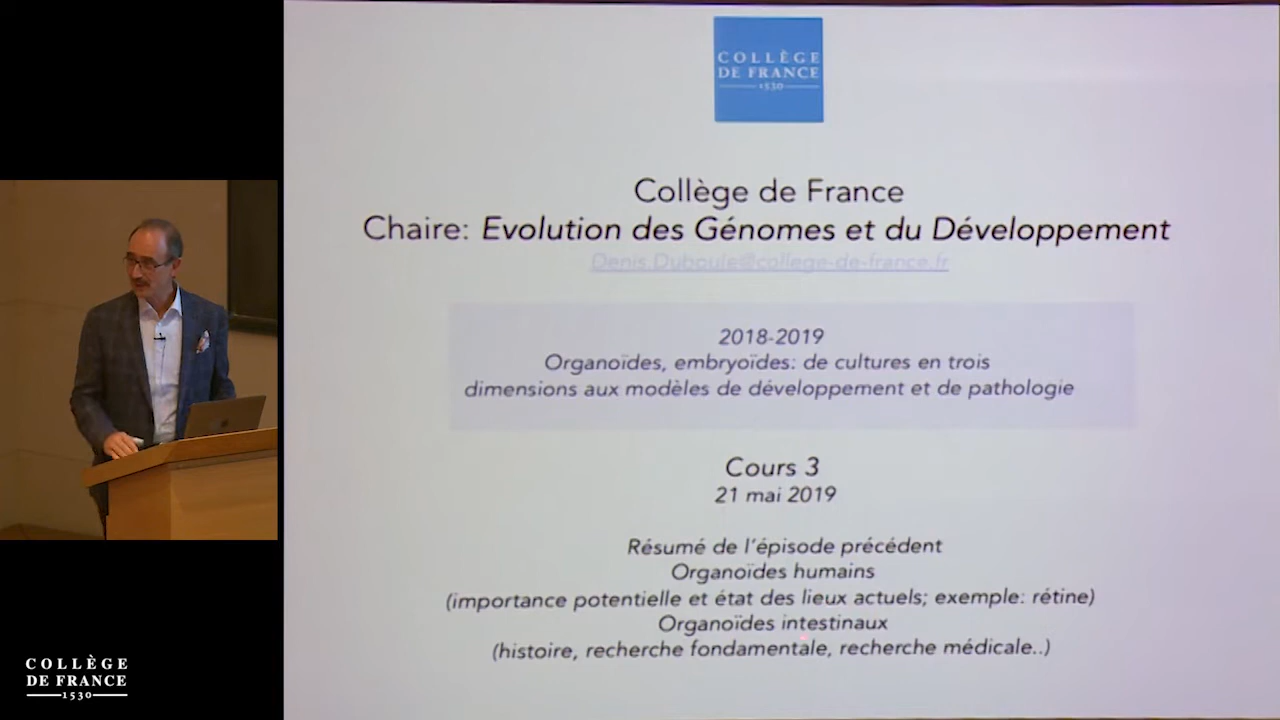 COLLÈGE
DE FRANCE
1530
Collège de France
Chaire: Evolution des Génomes et du Développement
Denis.Duboule@college-de-france.fr
2018-2019
Organoïdes, embryoïdes: de cultures en trois
dimensions aux modèles de développement et de pathologie
Cours 3
21 mai 2019
Résumé de l'épisode précédent
Organoïdes humains
(importance potentielle et état des lieux actuels; exemple: rétine)
Organoïdes intestinaux
(histoire, recherche fondamentale, recherche médicale..)
COLLÈGE
DE FRANCE
1530